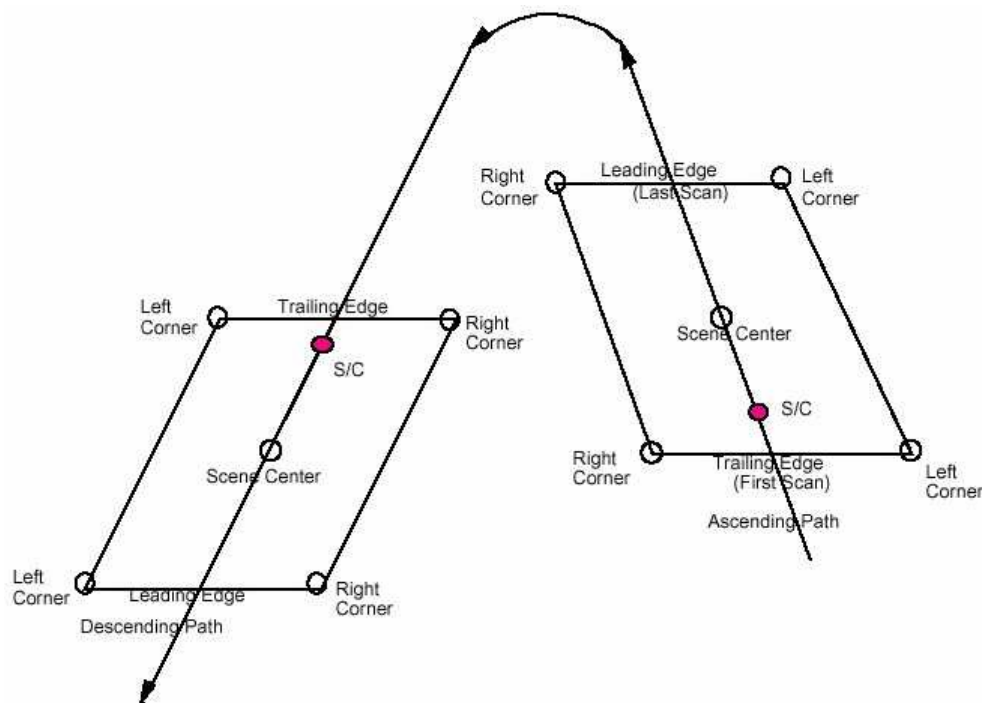 Right
Corner
Leading Edge
(Last Scan)
Left
Corner
Left
Corner
Trailing Edge
Right
Corner
S/C
Scene Center
Scene Center
S/C
Right
Corner
Trailing Edge
(First Scan)
Left
Corner
Ascending Path
Left
Corner
Leading Edge
Right
Corner
Descending Path